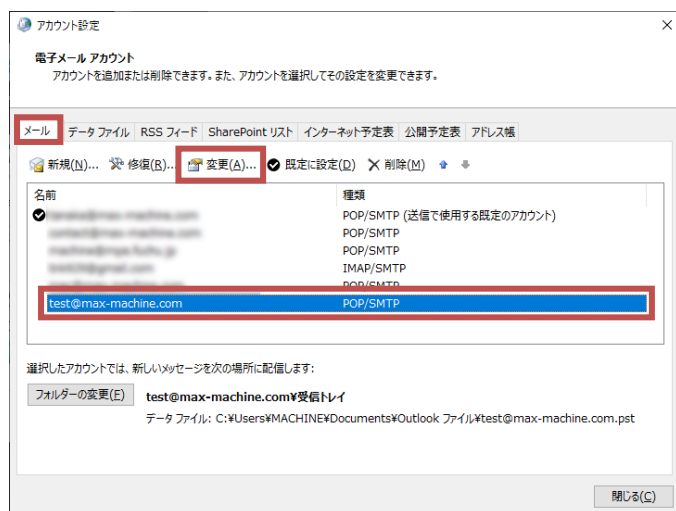 アカウント設定
電子メール アカウント
アカウントを追加または削除できます。また、アカウントを選択してその設定を変更できます。
メール データ ファイル RSS フィード SharePoint リスト インターネット予定表 公開予定表 アドレス帳
新規(N)... 修復(R)... 変更(A)... 既定に設定(D) 削除(M)
名前 種類
POP/SMTP (送信で使用する既定のアカウント)
POP/SMTP
POP/SMTP
IMAP/SMTP
POP/SMTP
test@max-machine.com POP/SMTP
選択したアカウントでは、新しいメッセージを次の場所に配信します:
フォルダーの変更(F) test@max-machine.com¥受信トレイ
データ ファイル: C:¥Users¥MACHINE¥Documents¥Outlook ファイル¥test@max-machine.com.pst
閉じる(C)